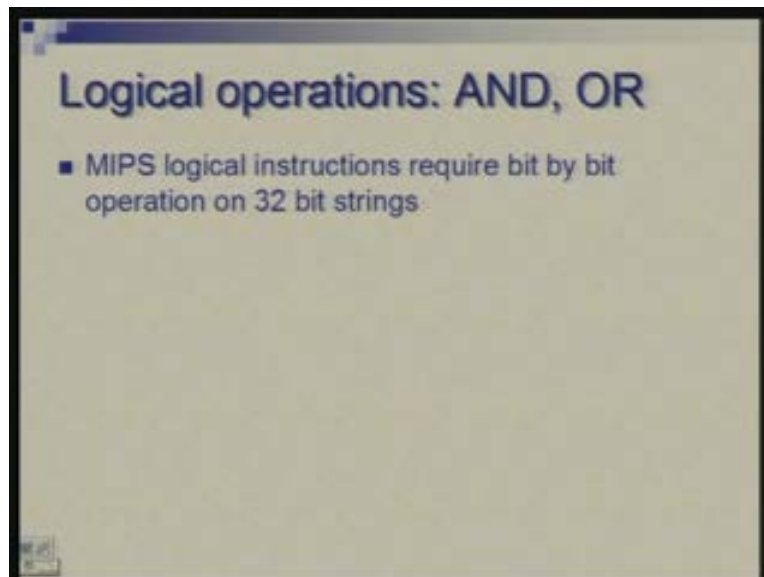 Logical operations: AND, OR
MIPS logical instructions require bit by bit
operation on 32 bit strings